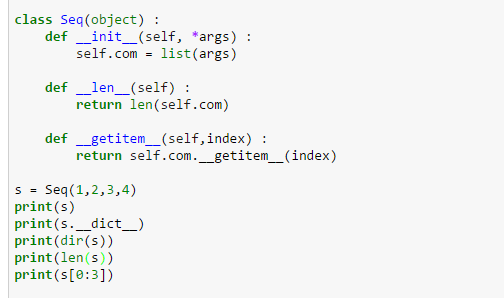 class Seq(object) :
    def __init__(self, *args) :
        self.com = list(args)
    def __len__(self) :
        return len(self.com)
    def __getitem__(self,index) :
        return self.com.__getitem__(index)
s = Seq(1,2,3,4)
print(s)
print(s.__dict__)
print(dir(s))
print(len(s))
print(s[0:3])